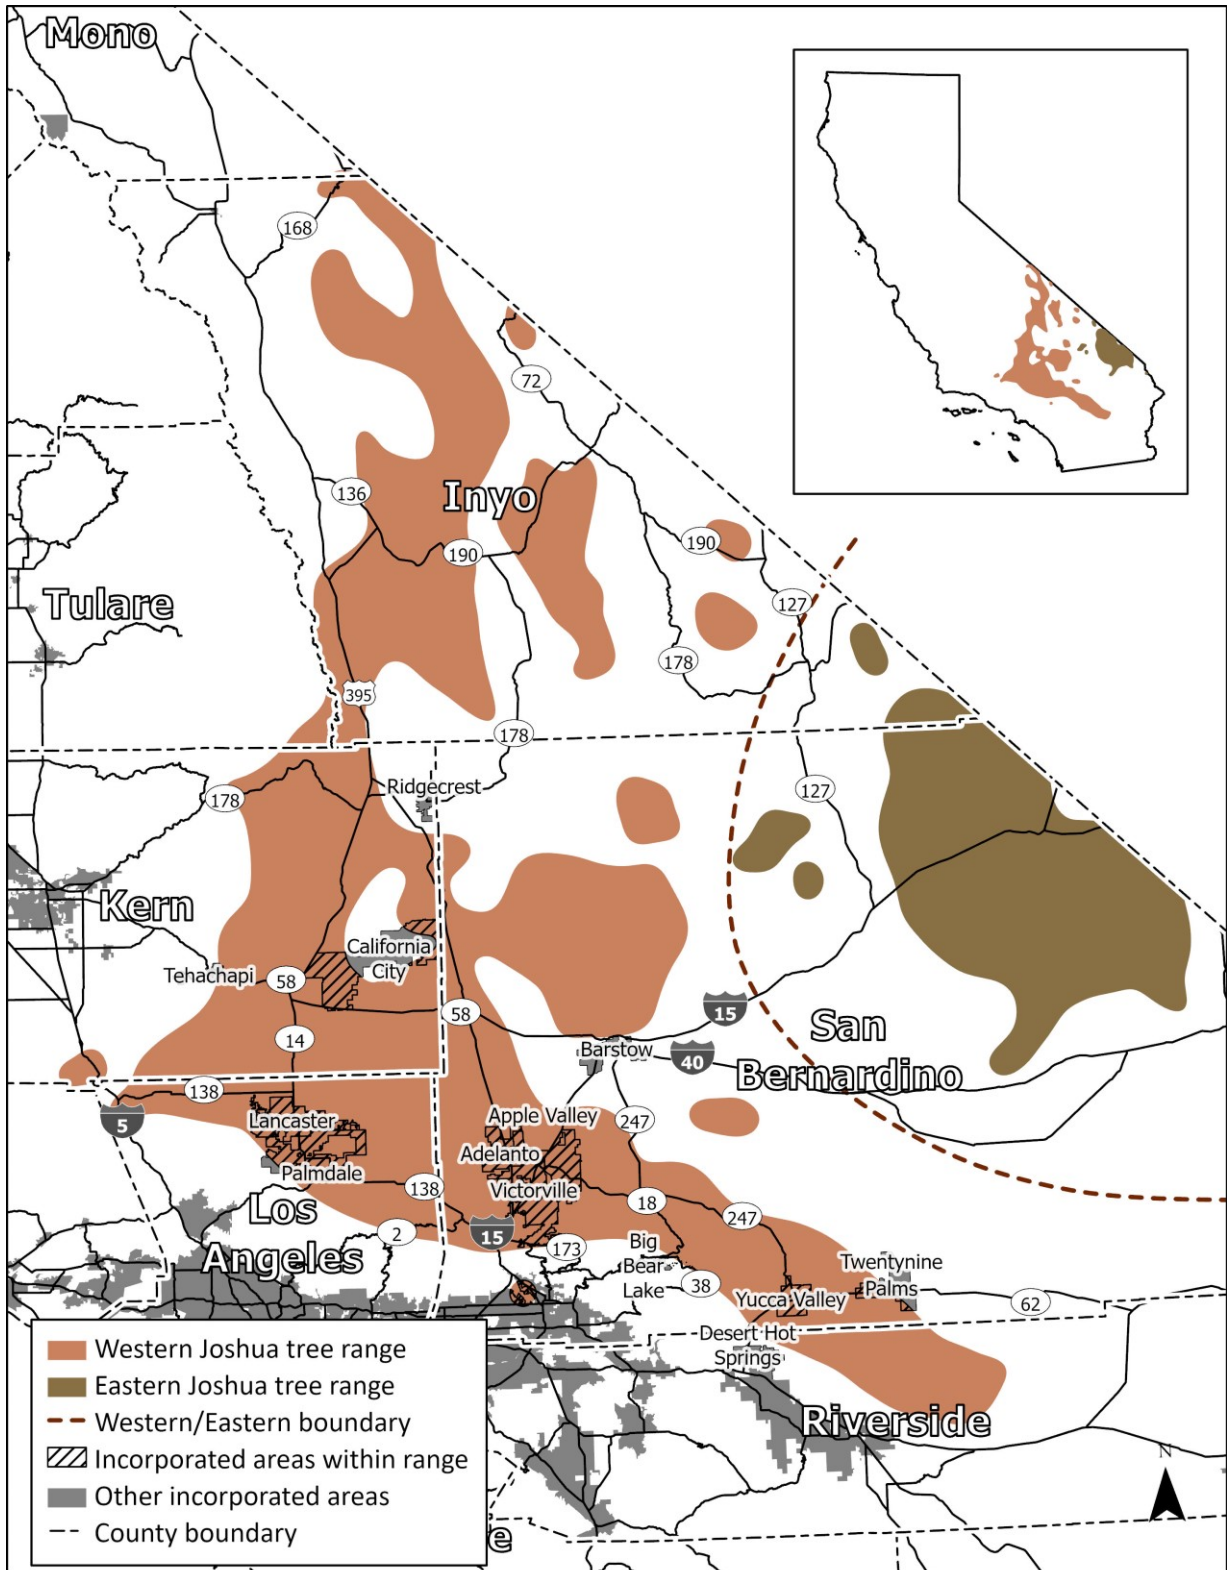 Mono
168
72
136
Inyo
190
190
Tulare
127
178
395
178
Ridgecrest
178
127
Kern
California
City
Tehachapi
58
58
15
San
Bernardino
14
Barstow
40
138
5
Lancaster
Apple Valley
247
Adelanto
Palmdale
138
Victorville
18
247
Los
Angeles
2
15
173
Big
Bear
Lake
38
Twentynine
Palms
Yucca Valley
62
Desert Hot
Springs
Riverside
Western Joshua tree range
Eastern Joshua tree range
Western/Eastern boundary
Incorporated areas within range
Other incorporated areas
County boundary
e
N